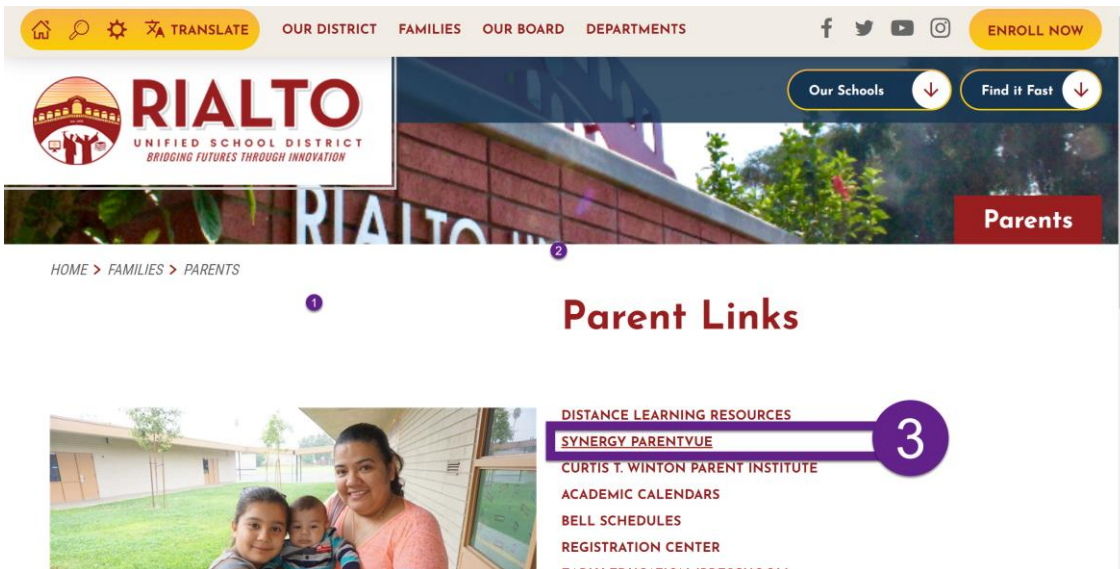 TRANSLATE
OUR DISTRICT
FAMILIES
OUR BOARD
DEPARTMENTS
ENROLL NOW
RIALTO
UNIFIED SCHOOL DISTRICT
BRIDGING FUTURES THROUGH INNOVATION
Our Schools
Find it Fast
RIALTO UN
Parents
2
HOME > FAMILIES > PARENTS
1
Parent Links
DISTANCE LEARNING RESOURCES
SYNERGY PARENTVUE
3
CURTIS T. WINTON PARENT INSTITUTE
ACADEMIC CALENDARS
BELL SCHEDULES
REGISTRATION CENTER